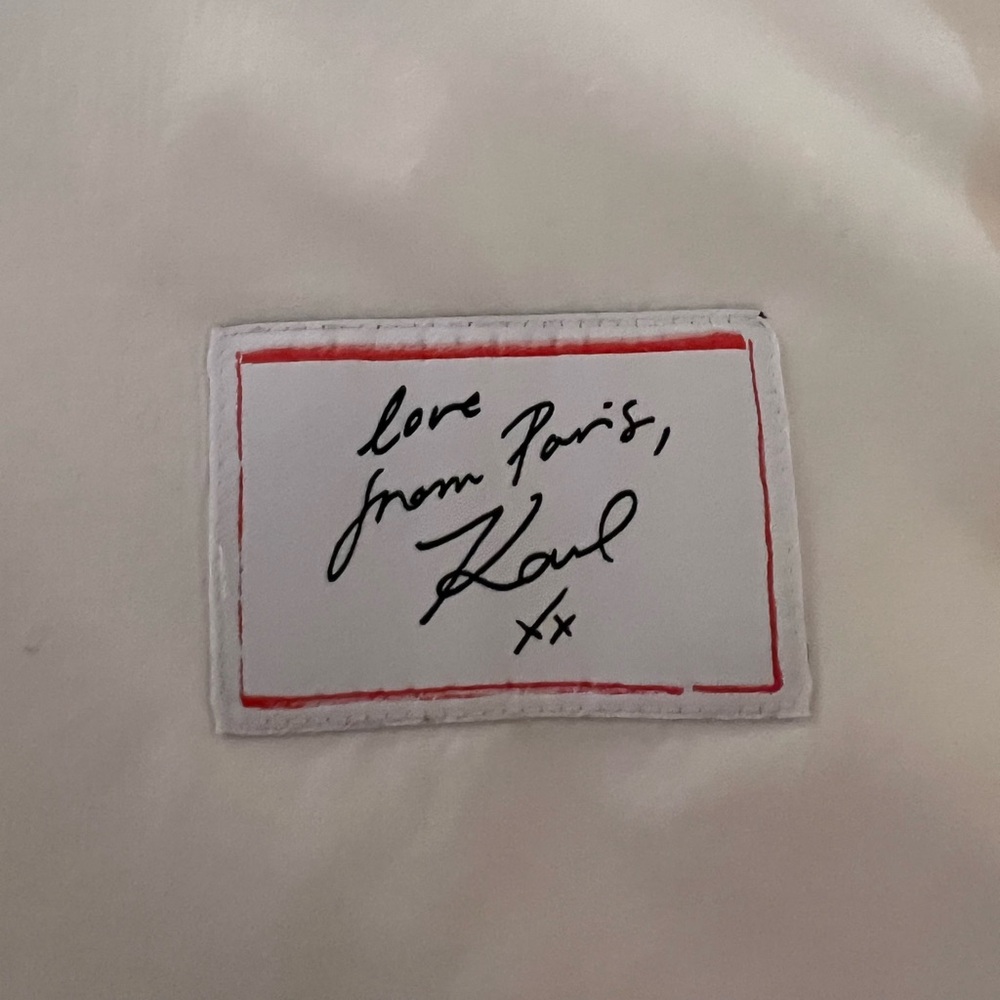 love
from Paris,
Karl
xx